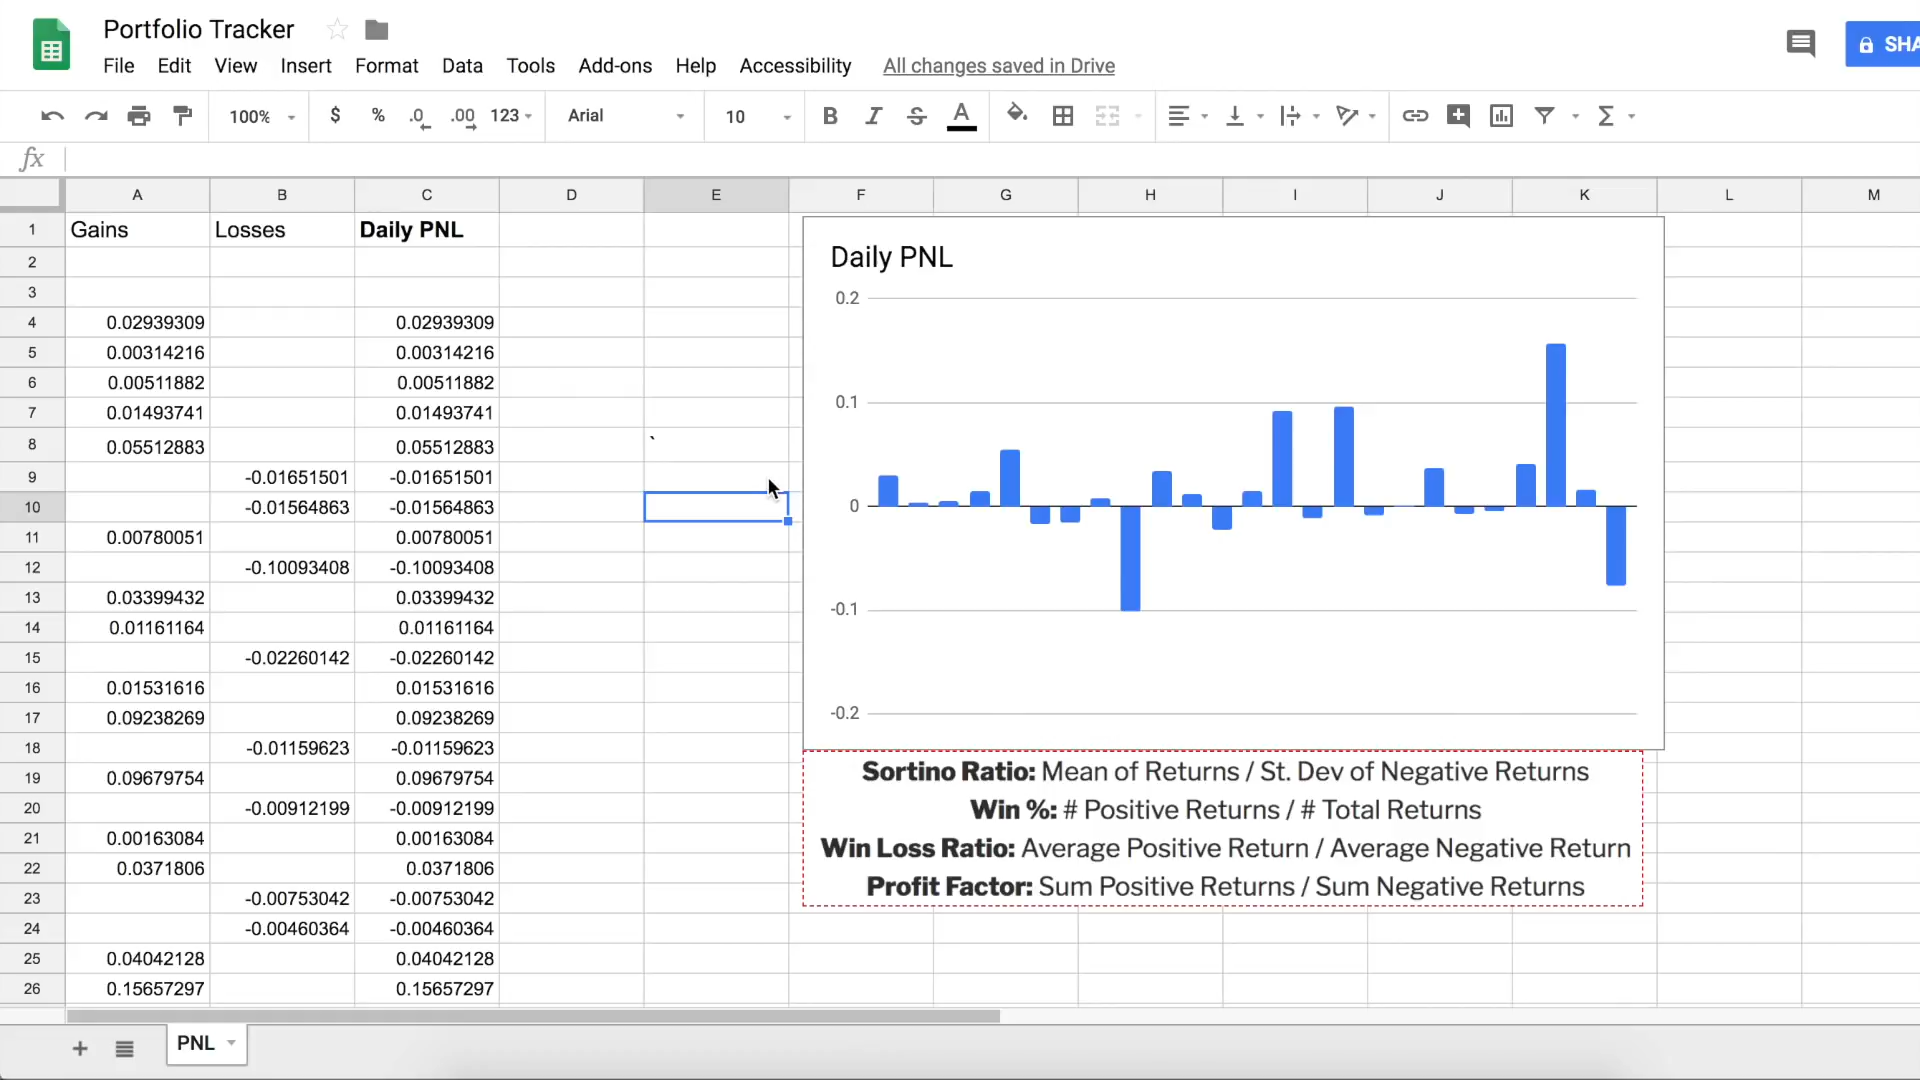 Portfolio Tracker
File Edit View Insert Format Data Tools Add-ons Help Accessibility All changes saved in Drive
SHA
100% $ % .0 .00 123 Arial 10 B I S A Σ
fx
A B C D E F G H I J K L M
1 Gains Losses Daily PNL
2
3
4 0.02939309 0.02939309
5 0.00314216 0.00314216
6 0.00511882 0.00511882
7 0.01493741 0.01493741
8 0.05512883 0.05512883 `
9 -0.01651501 -0.01651501
10 -0.01564863 -0.01564863
11 0.00780051 0.00780051
12 -0.10093408 -0.10093408
13 0.03399432 0.03399432
14 0.01161164 0.01161164
15 -0.02260142 -0.02260142
16 0.01531616 0.01531616
17 0.09238269 0.09238269
18 -0.01159623 -0.01159623
19 0.09679754 0.09679754
20 -0.00912199 -0.00912199
21 0.00163084 0.00163084
22 0.0371806 0.0371806
23 -0.00753042 -0.00753042
24 -0.00460364 -0.00460364
25 0.04042128 0.04042128
26 0.15657297 0.15657297
Daily PNL
0.2
0.1
0
-0.1
-0.2
Sortino Ratio: Mean of Returns / St. Dev of Negative Returns
Win %: # Positive Returns / # Total Returns
Win Loss Ratio: Average Positive Return / Average Negative Return
Profit Factor: Sum Positive Returns / Sum Negative Returns
PNL